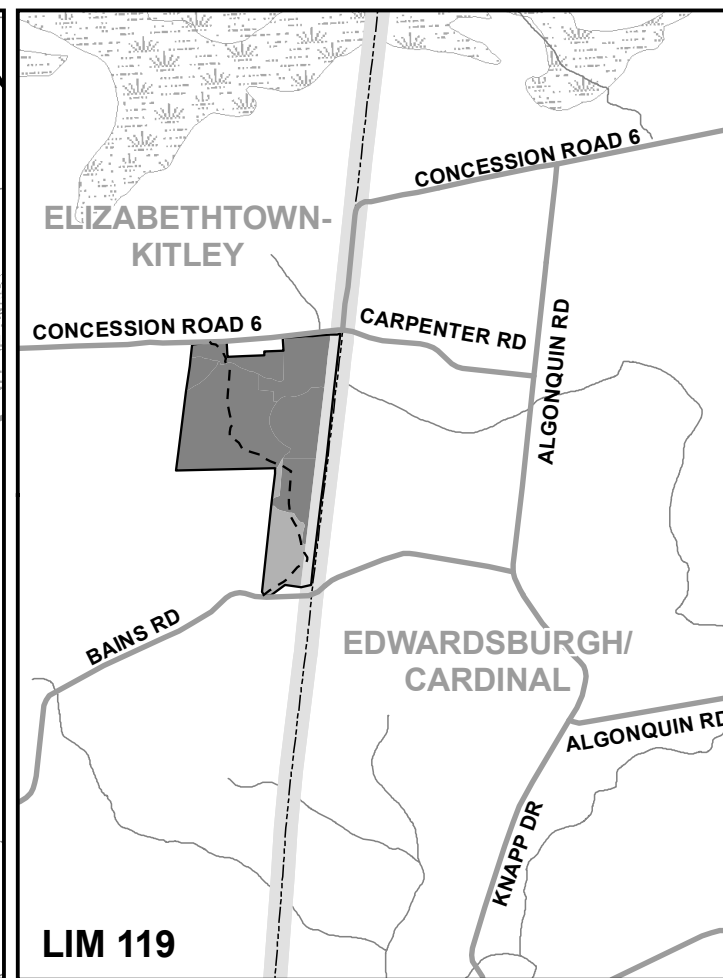 CONCESSION ROAD 6
ELIZABETHTOWN-
KITLEY
CONCESSION ROAD 6
CARPENTER RD
ALGONQUIN RD
BAINS RD
EDWARDSBURGH/
CARDINAL
ALGONQUIN RD
KNAPP DR
LIM 119